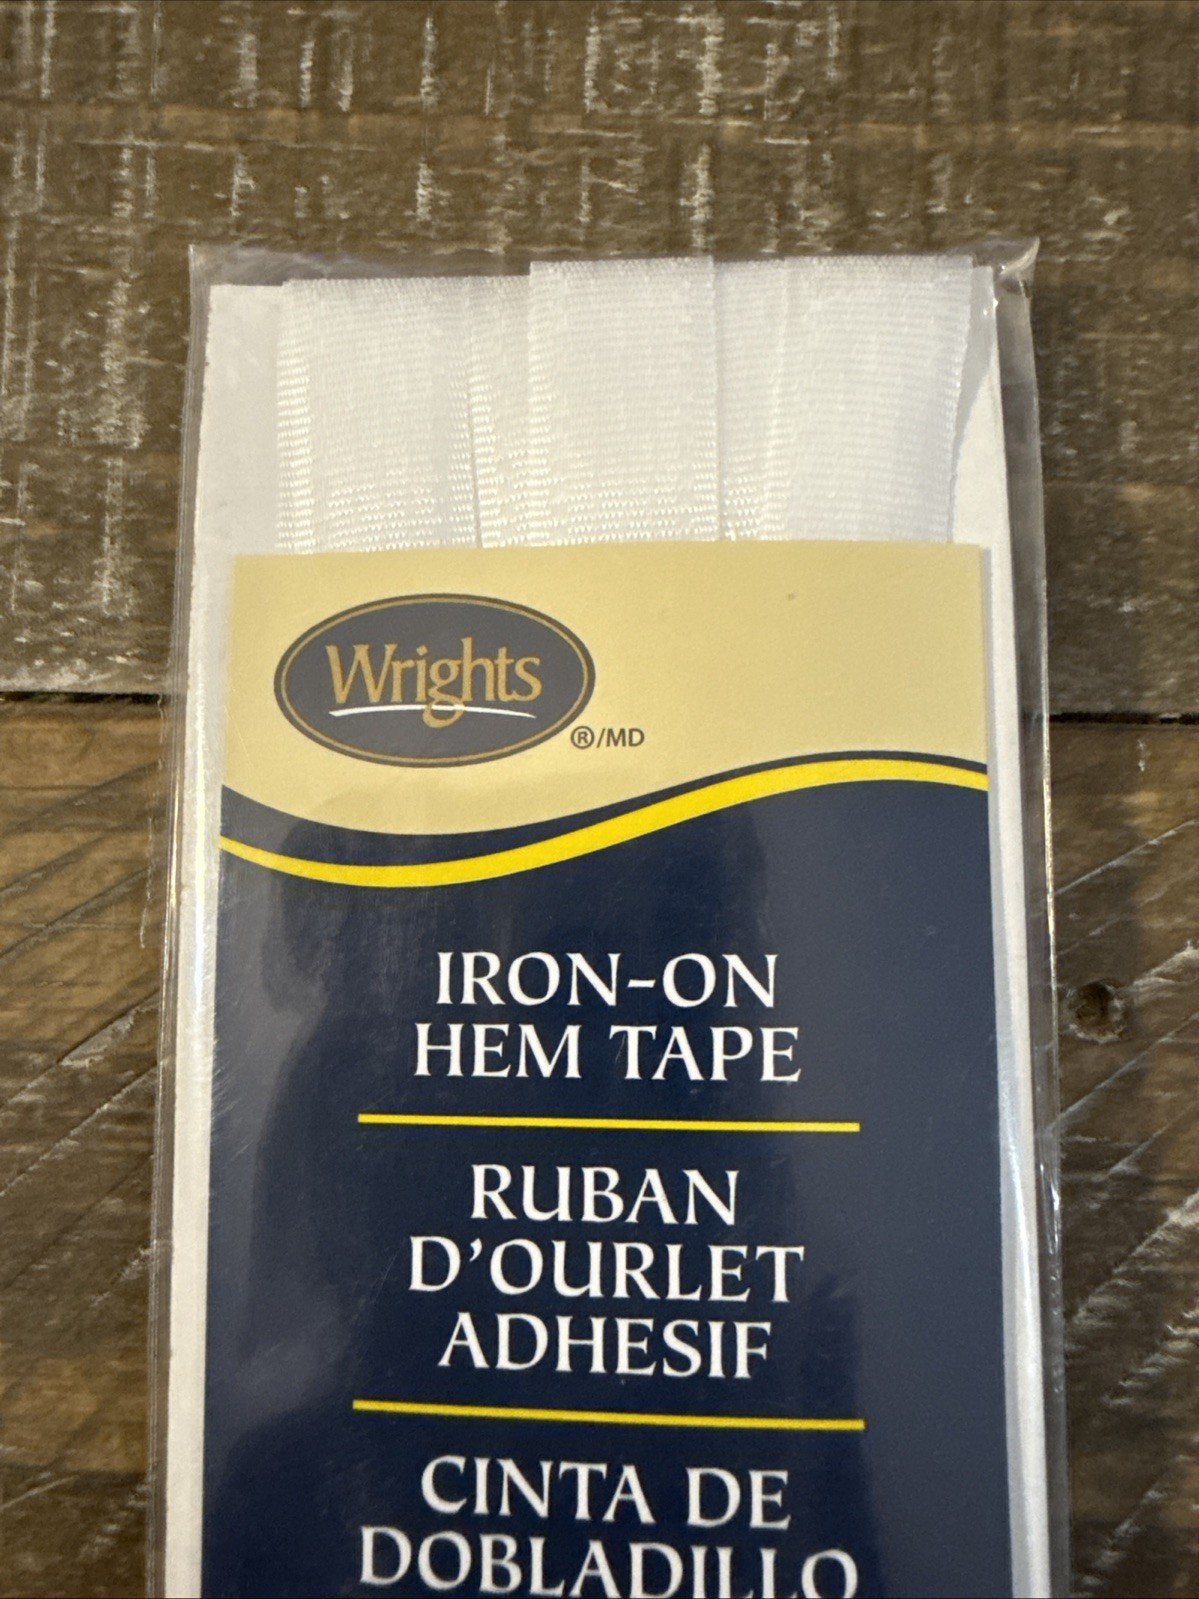 Wrights
®/MD
IRON-ON
HEM TAPE
RUBAN
D'OURLET
ADHESIF
CINTA DE
DOBLADILLO